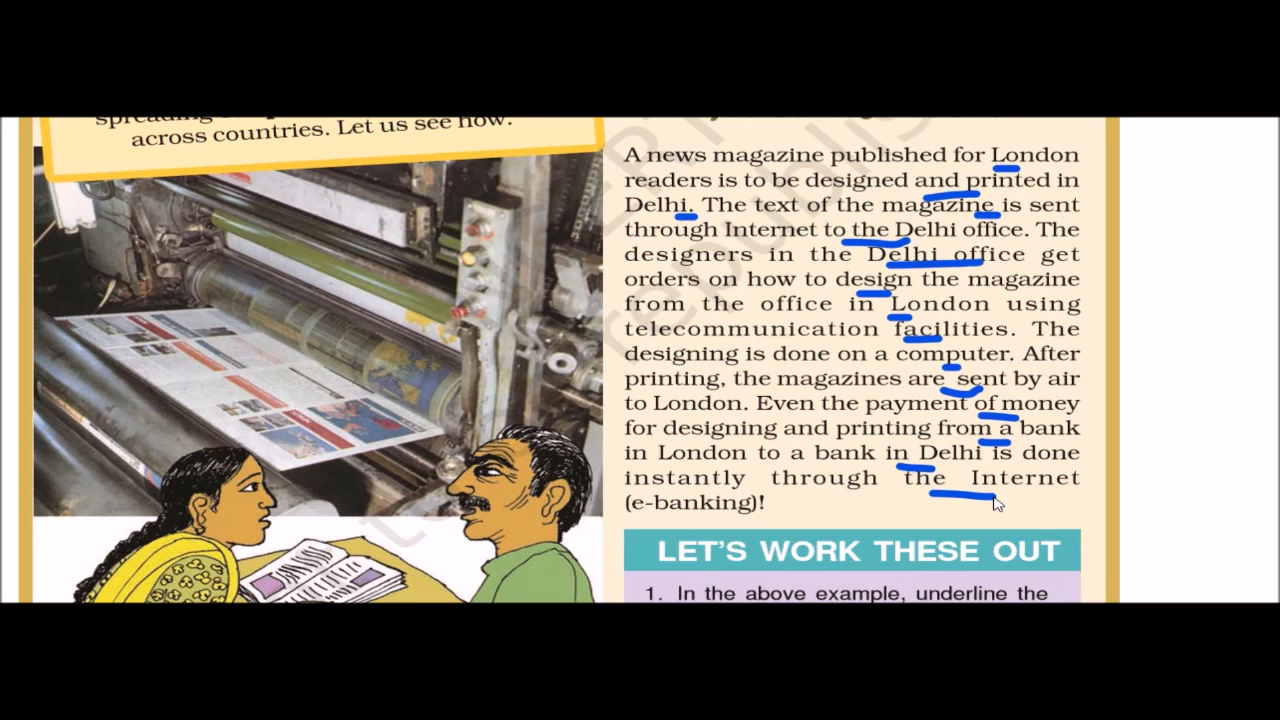 across countries. Let us see how.
A news magazine published for London
readers is to be designed and printed in
Delhi. The text of the magazine is sent
through Internet to the Delhi office. The
designers in the Delhi office get
orders on how to design the magazine
from the office in London using
telecommunication facilities. The
designing is done on a computer. After
printing, the magazines are sent by air
to London. Even the payment of money
for designing and printing from a bank
in London to a bank in Delhi is done
instantly through the Internet
(e-banking)!
LET'S WORK THESE OUT
1. In the above example, underline the